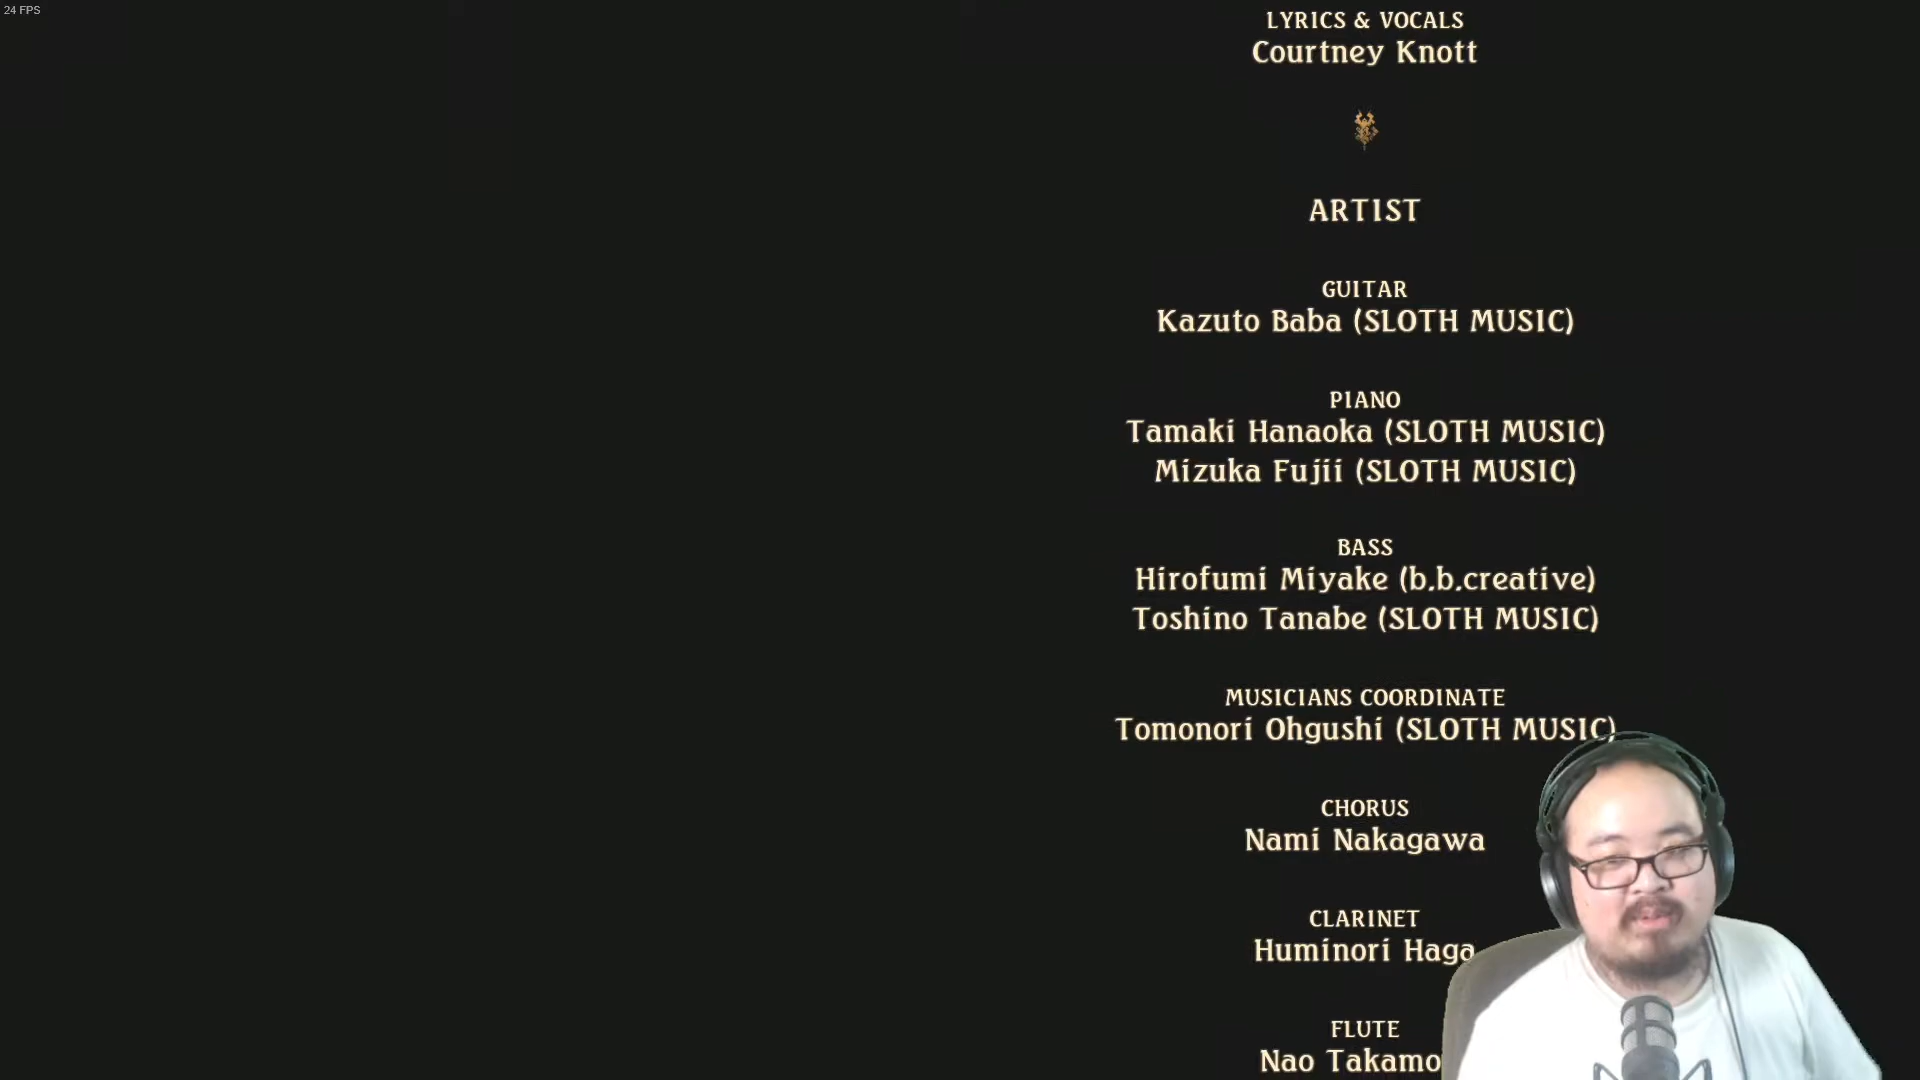 24 FPS
LYRICS & VOCALS
Courtney Knott
ARTIST
GUITAR
Kazuto Baba (SLOTH MUSIC)
PIANO
Tamaki Hanaoka (SLOTH MUSIC)
Mizuka Fujii (SLOTH MUSIC)
BASS
Hirofumi Miyake (b.b.creative)
Toshino Tanabe (SLOTH MUSIC)
MUSICIANS COORDINATE
Tomonori Ohgushi (SLOTH MUSIC)
CHORUS
Nami Nakagawa
CLARINET
Huminori Haga
FLUTE
Nao